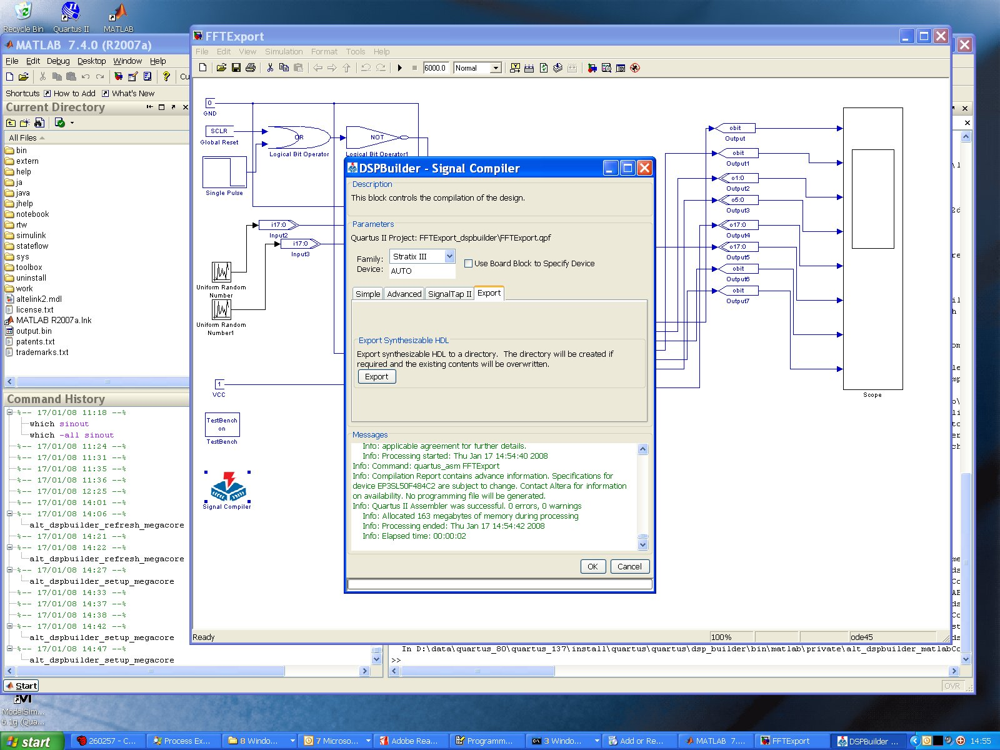 Recycle Bin
Quartus II
MATLAB
MATLAB 7.4.0 (R2007a)
File Edit Debug Desktop Window Help
Shortcuts How to Add What's New
Current Directory
All Files
bin
extern
help
ja
java
jhelp
notebook
rtw
simulink
stateflow
sys
toolbox
uninstall
work
altelink2.mdl
license.txt
MATLAB R2007a.lnk
output.bin
patents.txt
trademarks.txt
Command History
%-- 17/01/08 11:18 --%
which sinout
which -all sinout
%-- 17/01/08 11:24 --%
%-- 17/01/08 11:31 --%
%-- 17/01/08 11:35 --%
%-- 17/01/08 11:36 --%
%-- 17/01/08 12:25 --%
%-- 17/01/08 14:01 --%
%-- 17/01/08 14:06 --%
alt_dspbuilder_refresh_megacore
%-- 17/01/08 14:21 --%
%-- 17/01/08 14:22 --%
alt_dspbuilder_refresh_megacore
%-- 17/01/08 14:27 --%
alt_dspbuilder_setup_megacore
%-- 17/01/08 14:33 --%
%-- 17/01/08 14:37 --%
%-- 17/01/08 14:38 --%
%-- 17/01/08 14:42 --%
alt_dspbuilder_setup_megacore
%-- 17/01/08 14:47 --%
alt_dspbuilder_setup_megacore
Start
FFTExport
File Edit View Simulation Format Tools Help
6000.0 Normal
0
GND
SCLR
Global Reset
OR
Logical Bit Operator
NOT
Logical Bit Operator1
Single Pulse
i17:0
Input2
i17:0
Input3
Uniform Random
Number
Uniform Random
Number1
1
VCC
TestBench
on
TestBench
Signal Compiler
obit
Output
obit
Output1
o1:0
Output2
o5:0
Output3
o17:0
Output4
o17:0
Output5
obit
Output6
obit
Output7
Scope
DSPBuilder - Signal Compiler
Description
This block controls the compilation of the design.
Parameters
Quartus II Project: FFTExport_dspbuilder\FFTExport.qpf
Family: Stratix III
Device: AUTO
Use Board Block to Specify Device
Simple Advanced SignalTap II Export
Export Synthesizable HDL
Export synthesizable HDL to a directory. The directory will be created if
required and the existing contents will be overwritten.
Export
Messages
Info: applicable agreement for further details.
Info: Processing started: Thu Jan 17 14:54:40 2008
Info: Command: quartus_asm FFTExport
Info: Compilation Report contains advance information. Specifications for
device EP3SL50F484C2 are subject to change. Contact Altera for information
on availability. No programming file will be generated.
Info: Quartus II Assembler was successful. 0 errors, 0 warnings
Info: Allocated 163 megabytes of memory during processing
Info: Processing ended: Thu Jan 17 14:54:42 2008
Info: Elapsed time: 00:00:02
OK Cancel
Ready 100% ode45
In D:\data\quartus_80\quartus_137\install\quartus\quartus\dsp_builder\bin\matlab\private\alt_dspbuilder_matlabCo
>>
OVR
ModelSim...
6.1g (Qua...
start
260257 - C...
Process Ex...
8 Windo...
7 Microso...
Adobe Rea...
Programm...
3 Windo...
Add or Re...
MATLAB 7....
FFTExport
DSPBuilder ...
14:55